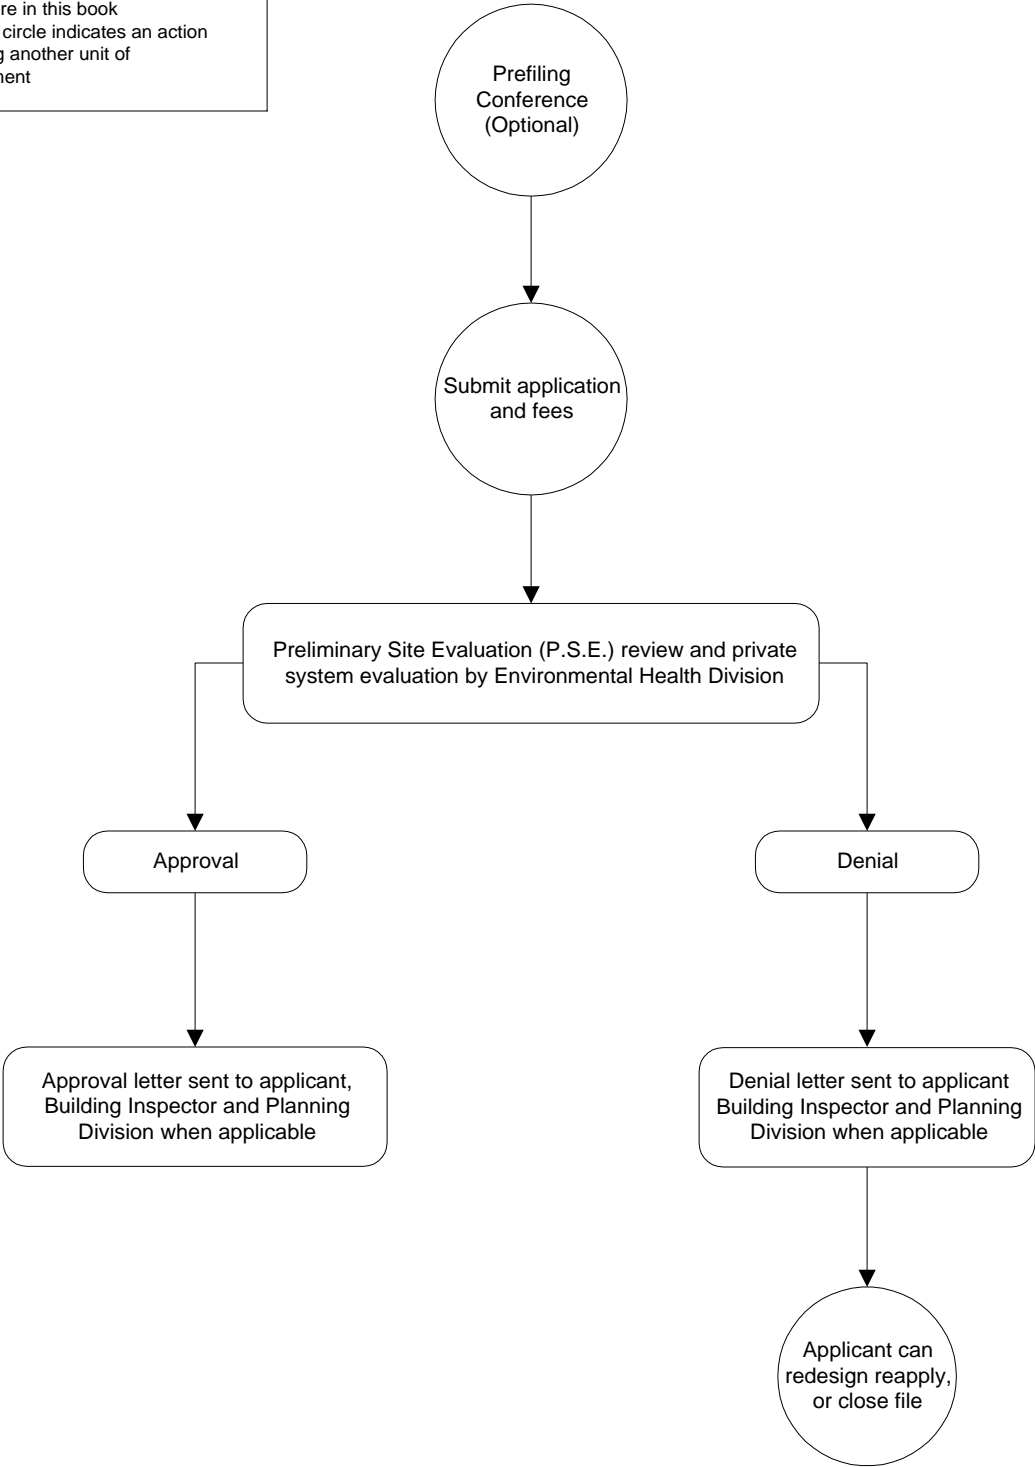 in this book
circle indicates an action
another unit of
Prefiling
Conference
(Optional)
Submit application
and fees
Preliminary Site Evaluation (P.S.E.) review and private
system evaluation by Environmental Health Division
Approval
Denial
Approval letter sent to applicant,
Building Inspector and Planning
Division when applicable
Denial letter sent to applicant
Building Inspector and Planning
Division when applicable
Applicant can
redesign reapply,
or close file